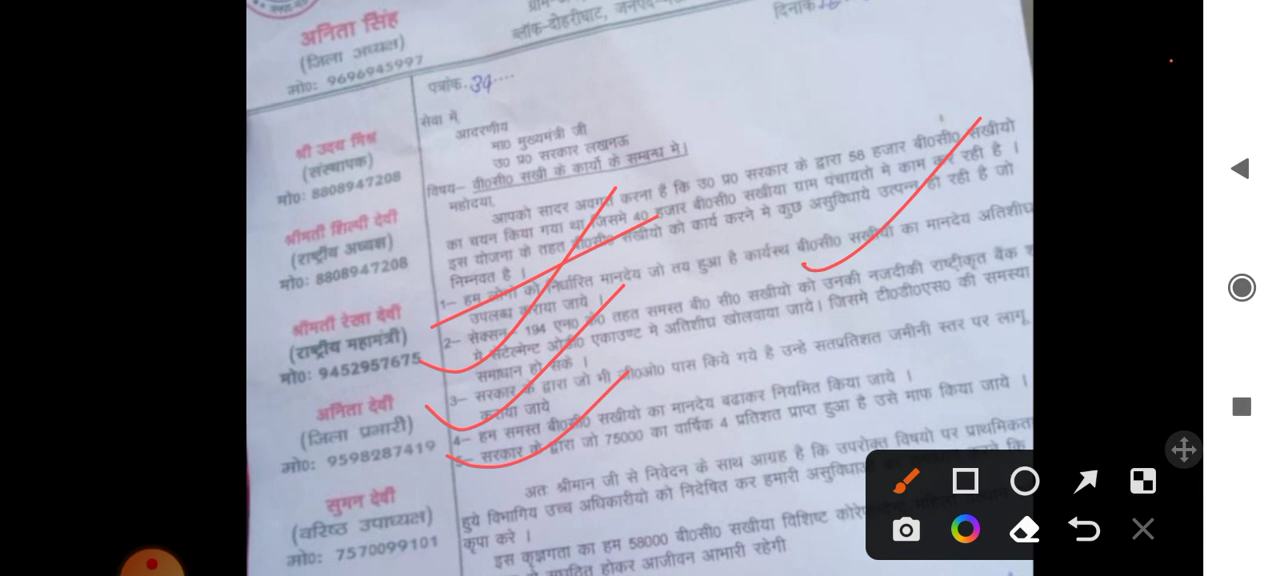 अनिता सिंह
(जिला अध्यक्ष)
मो0: 9696945997
ब्लॉक-दोहरीघाट, जनपद-
दिनांक
पत्रांक. 39....
श्री उदय मिश्र
(संस्थापक)
मो0: 8808947208
श्रीमती शिल्पी देवी
(राष्ट्रीय अध्यक्ष)
मो0: 8808947208
श्रीमती रेखा देवी
(राष्ट्रीय महामंत्री)
मो0: 9452957675
अनिता देवी
(जिला प्रभारी)
मो0: 9598287419
सुमन देवी
(वरिष्ठ उपाध्यक्ष)
मो0: 7570099101
सेवा में,
आदरणीय
मा0 मुख्यमंत्री जी
उ0 प्र0 सरकार लखनऊ
विषय– बी0सी0 सखी के कार्यो के सम्बन्ध मे।
महोदया,
आपको सादर अवगत करना है कि उ0 प्र0 सरकार के द्वारा 58 हजार बी0सी0 सखीयो
का चयन किया गया था जिसमे 40 हजार बी0सी0 सखीया ग्राम पंचायतो मे काम कर रही है ।
इस योजना के तहत बी0सी0 सखीयो को कार्य करने मे कुछ असुविधाये उत्पन्न हो रही है जो
निम्नवत है ।
1– हम लोगो को निर्धारित मानदेय जो तय हुआ है कार्यस्थ बी0सी0 सखीयो का मानदेय अतिशीघ्र
उपलब्ध कराया जाये ।
2– सेक्सन– 194 एन0 के0 तहत समस्त बी0 सी0 सखीयो को उनकी नजदीकी राष्ट्रीकृत बैंक
मे सेटेल्मेन्ट ओ0डी0 एकाउण्ट मे अतिशीघ्र खोलवाया जाये। जिसमे टी0डी0एस0 की समस्या
समाधान हो सके ।
3– सरकार के द्वारा जो भी जी0ओ0 पास किये गये है उन्हे सतप्रतिशत जमीनी स्तर पर लागू
कराया जाये
4– हम समस्त बी0सी0 सखीयो का मानदेय बढाकर नियमित किया जाये ।
5– सरकार के द्वारा जो 75000 का वार्षिक 4 प्रतिशत प्राप्त हुआ है उसे माफ किया जाये ।
अतः श्रीमान जी से निवेदन के साथ आग्रह है कि उपरोक्त विषयो पर प्राथमिकता
हुये विभागिय उच्च अधिकारीयो को निदेषित कर हमारी असुविधाओ
कृपा करे ।
इस कृज्ञगता का हम 58000 बी0सी0 सखीया विशिष्ट
होकर आजीवन आभारी रहेगी